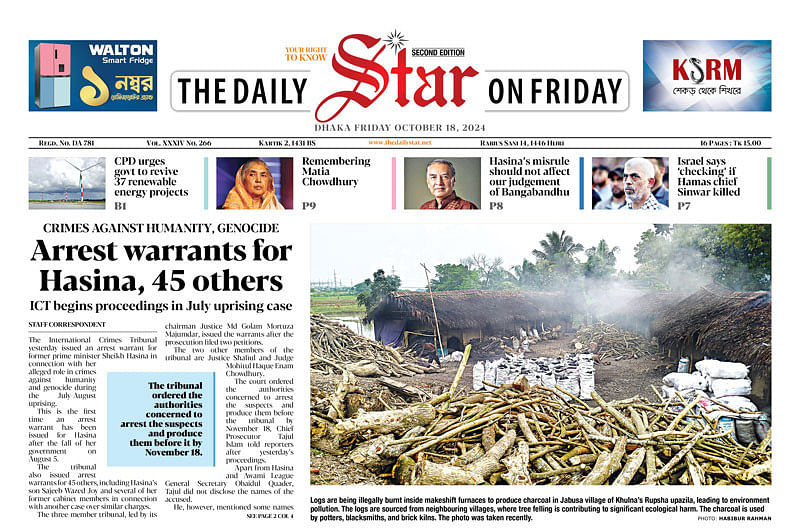 WALTON
Smart Fridge
১ নম্বর
YOUR RIGHT
TO KNOW
SECOND EDITION
THE DAILY Star ON FRIDAY
KSRM
শেকড় থেকে শিখরে
DHAKA FRIDAY OCTOBER 18, 2024
REGD. NO. DA 781 VOL. XXXIV NO. 266 KARTIK 2, 1431 BS www.thedailystar.net RABIUS SANI 14, 1446 HIJRI 16 PAGES : TK 15.00
CPD urges
govt to revive
37 renewable
energy projects
B1
Remembering
Matia
Chowdhury
P9
Hasina's misrule
should not affect
our judgement
of Bangabandhu
P8
Israel says
'checking' if
Hamas chief
Sinwar killed
P7
CRIMES AGAINST HUMANITY, GENOCIDE
Arrest warrants for
Hasina, 45 others
ICT begins proceedings in July uprising case
STAFF CORRESPONDENT
The International Crimes Tribunal
yesterday issued an arrest warrant for
former prime minister Sheikh Hasina in
connection with her
alleged role in crimes
against humanity
and genocide during
the July August
uprising.
This is the first
time an arrest
warrant has been
issued for Hasina
after the fall of her
government on
August 5.
The tribunal
also issued arrest
warrants for 45 others, including Hasina's
son Sajeeb Wazed Joy and several of her
former cabinet members in connection
with another case over similar charges.
The three member tribunal, led by its
The tribunal
ordered the
authorities
concerned to
arrest the suspects
and produce
them before it by
November 18.
chairman Justice Md Golam Mortuza
Majumdar, issued the warrants after the
prosecution filed two petitions.
The two other members of the
tribunal are Justice Shafiul and Judge
Mohitul Haque Enam
Chowdhury.
The court ordered
the authorities
concerned to arrest
the suspects and
produce them before
the tribunal by
November 18, Chief
Prosecutor Tajul
Islam told reporters
after yesterday's
proceedings.
Apart from Hasina
and Awami League
General Secretary Obaidul Quader,
Tajul did not disclose the names of the
accused.
He, however, mentioned some names
SEE PAGE 2 COL 4
Logs are being illegally burnt inside makeshift furnaces to produce charcoal in Jabusa village of Khulna's Rupsha upazila, leading to environment
pollution. The logs are sourced from neighbouring villages, where tree felling is contributing to significant ecological harm. The charcoal is used
by potters, blacksmiths, and brick kilns. The photo was taken recently.
PHOTO: HABIBUR RAHMAN